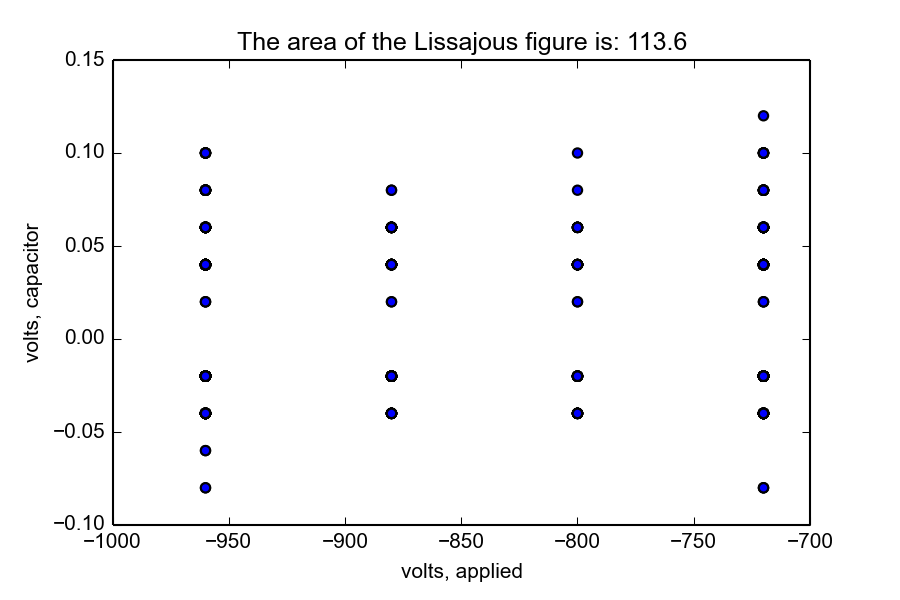 The area of the Lissajous figure is: 113.6
0.15
0.10
0.05
0.00
−0.05
−0.10
−1000 −950 −900 −850 −800 −750 −700
volts, capacitor
volts, applied